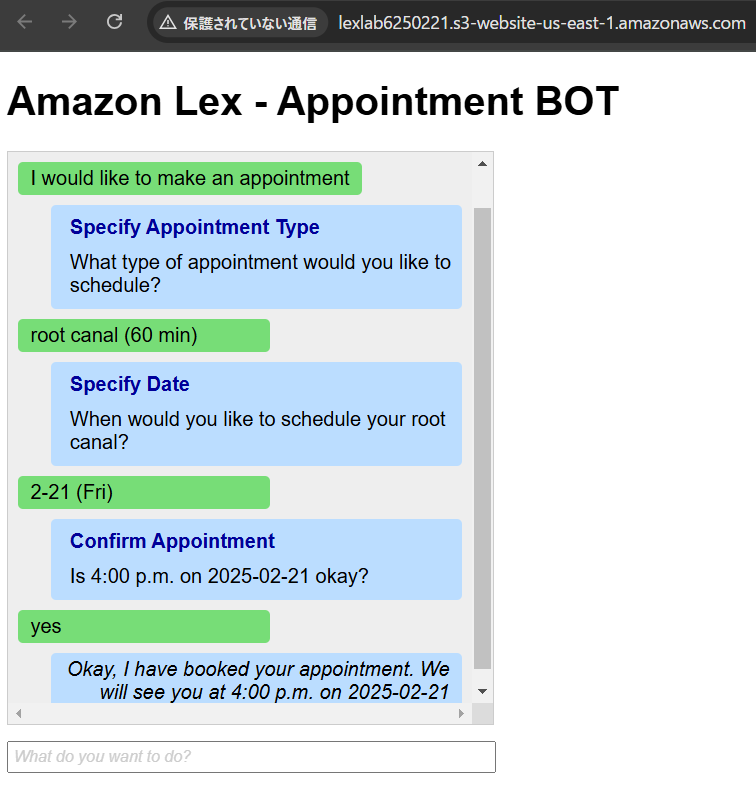 保護されていない通信 lexlab6250221.s3-website-us-east-1.amazonaws.com
Amazon Lex - Appointment BOT
I would like to make an appointment
Specify Appointment Type
What type of appointment would you like to
schedule?
root canal (60 min)
Specify Date
When would you like to schedule your root
canal?
2-21 (Fri)
Confirm Appointment
Is 4:00 p.m. on 2025-02-21 okay?
yes
Okay, I have booked your appointment. We
will see you at 4:00 p.m. on 2025-02-21
What do you want to do?